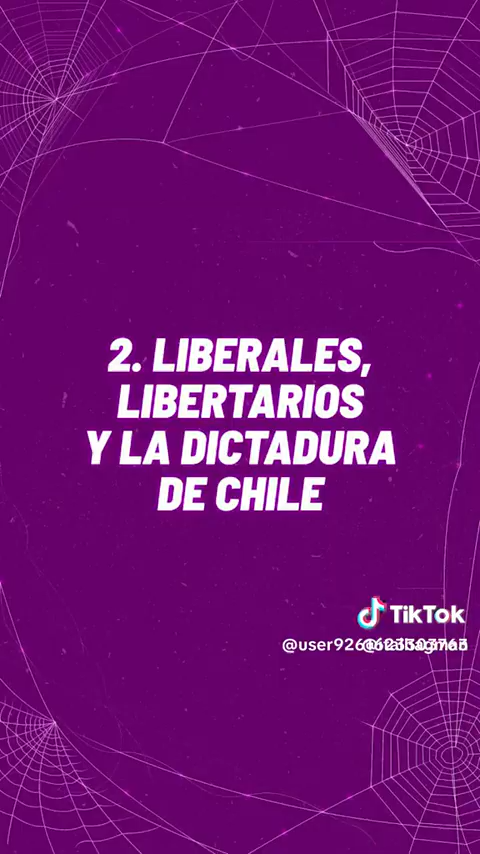 2. LIBERALES,
LIBERTARIOS
Y LA DICTADURA
DE CHILE
TikTok